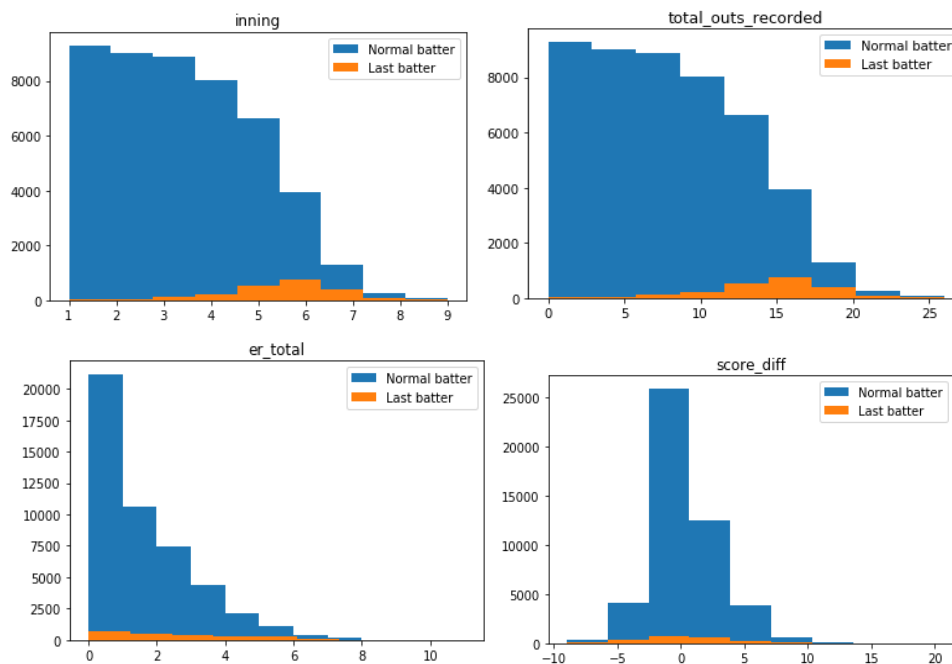 inning
Normal batter
Last batter
8000
6000
4000
2000
0
1 2 3 4 5 6 7 8 9
total_outs_recorded
Normal batter
Last batter
8000
6000
4000
2000
0
0 5 10 15 20 25
er_total
Normal batter
Last batter
20000
17500
15000
12500
10000
7500
5000
2500
0
0 2 4 6 8 10
score_diff
Normal batter
Last batter
25000
20000
15000
10000
5000
0
−10 −5 0 5 10 15 20